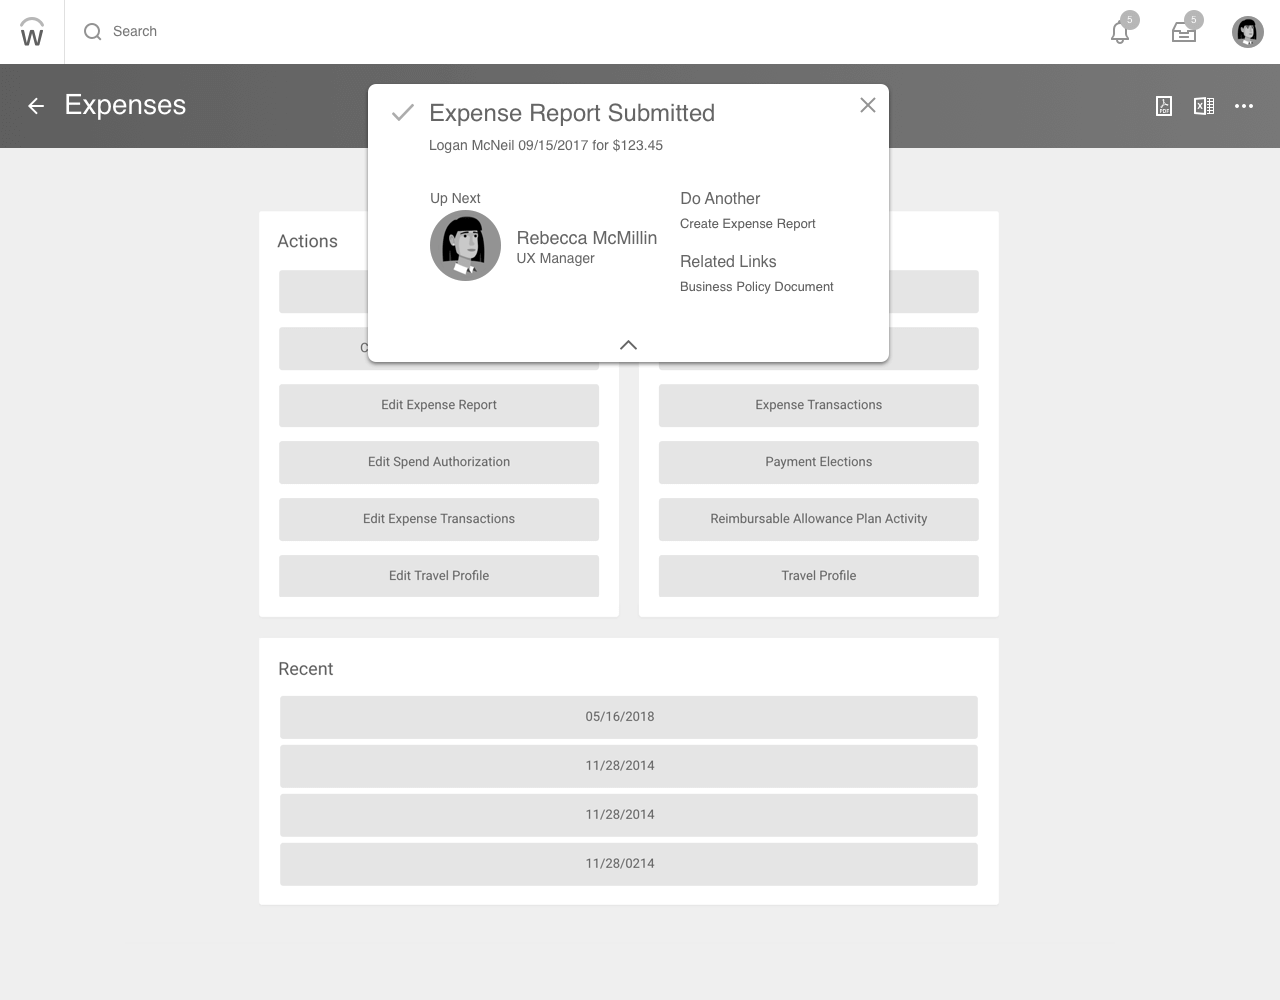 w
Search
5
5
Expenses
PDF
X
Expense Report Submitted
Logan McNeil 09/15/2017 for $123.45
Up Next
Rebecca McMillin
UX Manager
Do Another
Create Expense Report
Related Links
Business Policy Document
Actions
C
Edit Expense Report
Edit Spend Authorization
Edit Expense Transactions
Edit Travel Profile
Expense Transactions
Payment Elections
Reimbursable Allowance Plan Activity
Travel Profile
Recent
05/16/2018
11/28/2014
11/28/2014
11/28/0214